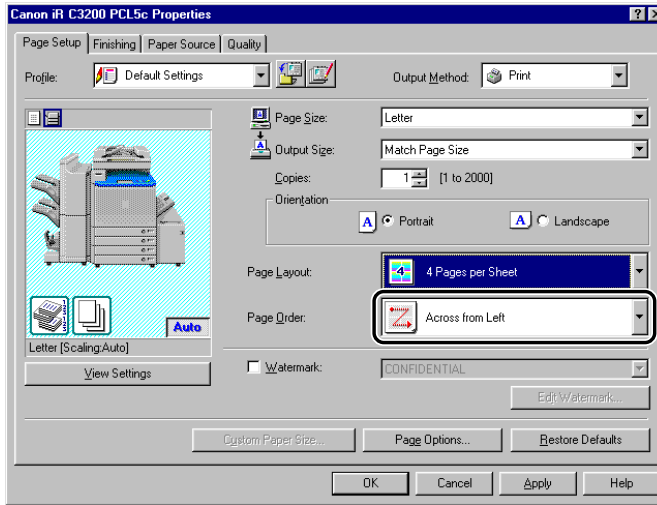 Canon iR C3200 PCL5c Properties
Page Setup Finishing Paper Source Quality
Profile: Default Settings Output Method: Print
Page Size: Letter
Output Size: Match Page Size
Copies: 1 [1 to 2000]
Orientation
A Portrait A Landscape
Page Layout: 4 4 Pages per Sheet
Page Order: Across from Left
Auto
Letter [Scaling:Auto]
View Settings
Watermark: CONFIDENTIAL
Edit Watermark...
Custom Paper Size... Page Options... Restore Defaults
OK Cancel Apply Help